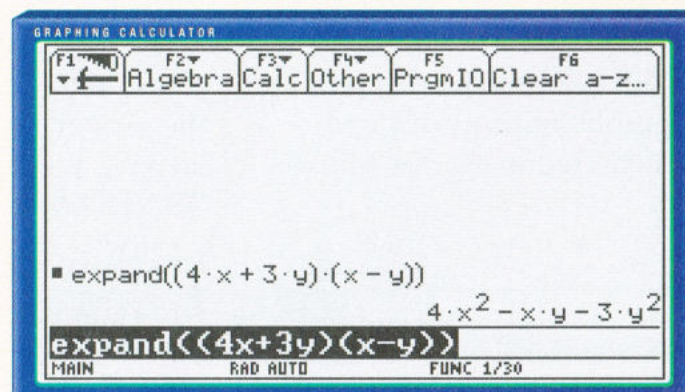 GRAPHING CALCULATOR
F1 F2 F3 F4 F5 F6
Algebra Calc Other PrgmIO Clear a-z…
▪ expand((4·x + 3·y)·(x − y))
4·x² − x·y − 3·y²
expand((4x+3y)(x−y))
MAIN RAD AUTO FUNC 1/30